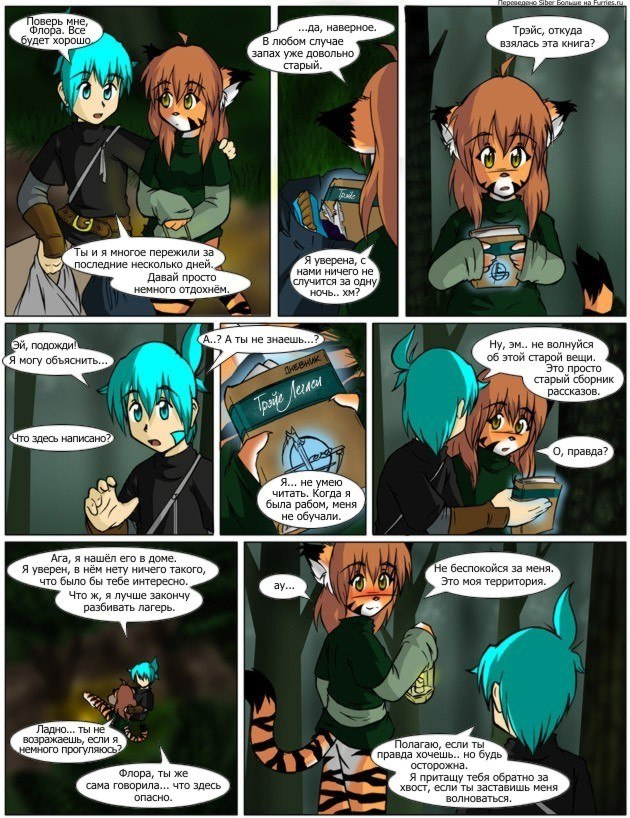 Переведено Siber Больше на Furries.ru
Поверь мне,
Флора. Все
будет хорошо.
Ты и я многое пережили за
последние несколько дней.
Давай просто
немного отдохнём.
...да, наверное.
В любом случае
запах уже довольно
старый.
Трэйс
Я уверена, с
нами ничего не
случится за одну
ночь.. хм?
Трэйс, откуда
взялась эта книга?
Эй, подожди!
Я могу объяснить...
Что здесь написано?
А..? А ты не знаешь...?
ДНЕВНИК
Трэйс Легаси
Я... не умею
читать. Когда я
была рабом, меня
не обучали.
Ну, эм.. не волнуйся
об этой старой вещи.
Это просто
старый сборник
рассказов.
О, правда?
Ага, я нашёл его в доме.
Я уверен, в нём нету ничего такого,
что было бы тебе интересно.
Что ж, я лучше закончу
разбивать лагерь.
Ладно... ты не
возражаешь, если я
немного прогуляюсь?
Флора, ты же
сама говорила... что здесь
опасно.
ау...
Не беспокойся за меня.
Это моя территория.
Полагаю, если ты
правда хочешь.. но будь
осторожна.
Я притащу тебя обратно за
хвост, если ты заставишь меня
волноваться.